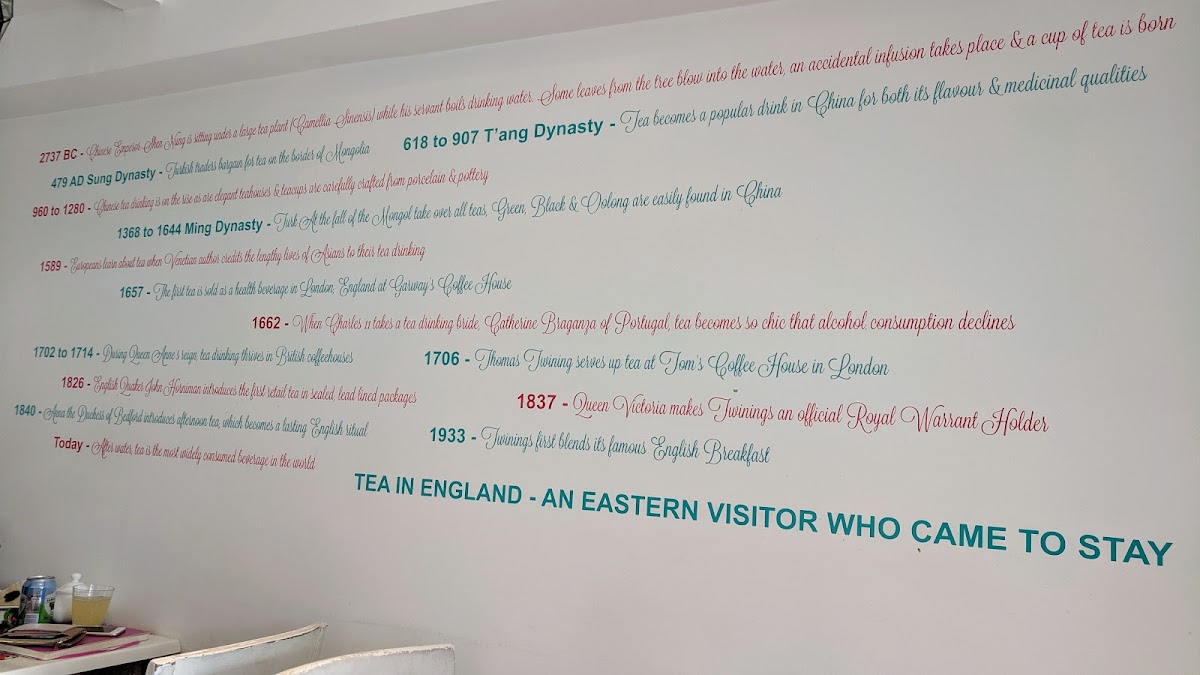 2737 BC - Chinese Emperor Shen Nung is sitting under a large tea plant (Camellia Sinensis) while his servant boils drinking water. Some leaves from the tree blow into the water, an accidental infusion takes place & a cup of tea is born
479 AD Sung Dynasty - Turkish traders bargain for tea on the border of Mongolia
618 to 907 T'ang Dynasty - Tea becomes a popular drink in China for both its flavour & medicinal qualities
960 to 1280 - Chinese tea drinking is on the rise as are elegant teahouses & teacups are carefully crafted from porcelain & pottery
1368 to 1644 Ming Dynasty - Turk At the fall of the Mongol take over all teas, Green, Black & Oolong are easily found in China
1589 - Europeans learn about tea when Venetian author credits the lengthy lives of Asians to their tea drinking
1657 - The first tea is sold as a health beverage in London, England at Garway's Coffee House
1662 - When Charles 11 takes a tea drinking bride, Catherine Braganza of Portugal, tea becomes so chic that alcohol consumption declines
1702 to 1714 - During Queen Anne's reign, tea drinking thrives in British coffeehouses
1706 - Thomas Twining serves up tea at Tom's Coffee House in London
1826 - English Quaker John Horniman introduces the first retail tea in sealed, lead lined packages
1837 - Queen Victoria makes Twinings an official Royal Warrant Holder
1840 - Anna the Duchess of Bedford introduces afternoon tea, which becomes a lasting English ritual
1933 - Twinings first blends its famous English Breakfast
Today - After water, tea is the most widely consumed beverage in the world
TEA IN ENGLAND - AN EASTERN VISITOR WHO CAME TO STAY